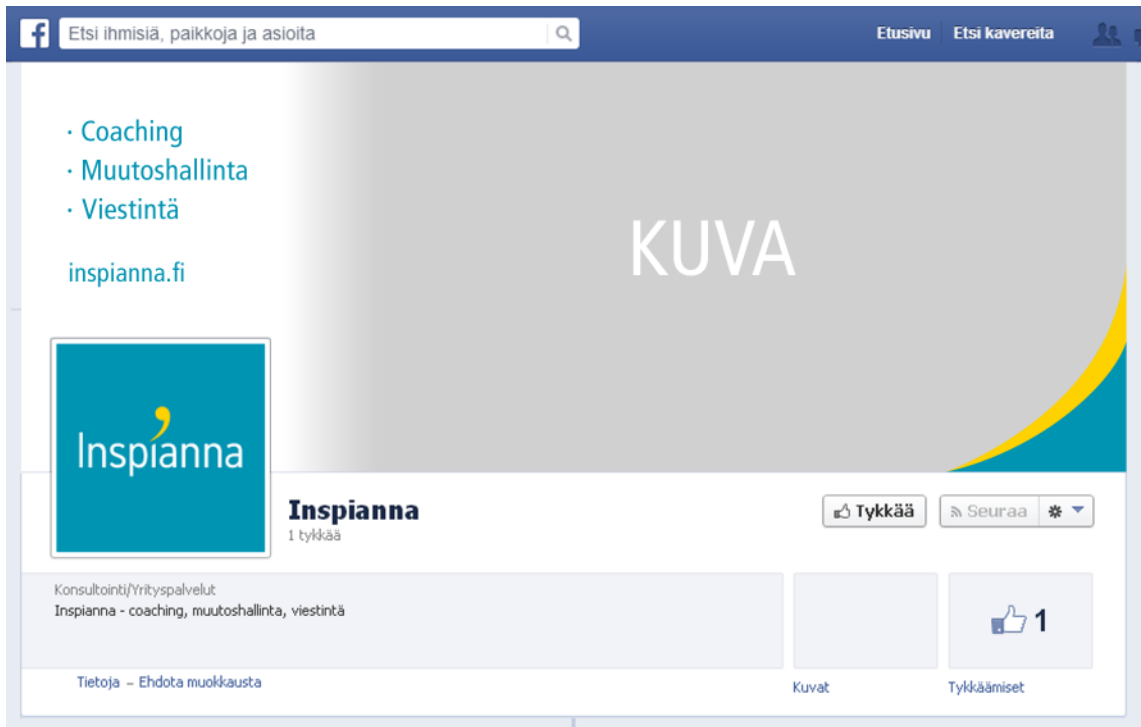 Etsi ihmisiä, paikkoja ja asioita
Etusivu Etsi kavereita
· Coaching
· Muutoshallinta
· Viestintä
inspianna.fi
KUVA
Inspianna
Inspianna
1 tykkää
Tykkää
Seuraa
Konsultointi/Yrityspalvelut
Inspianna - coaching, muutoshallinta, viestintä
1
Tietoja – Ehdota muokkausta
Kuvat
Tykkäämiset